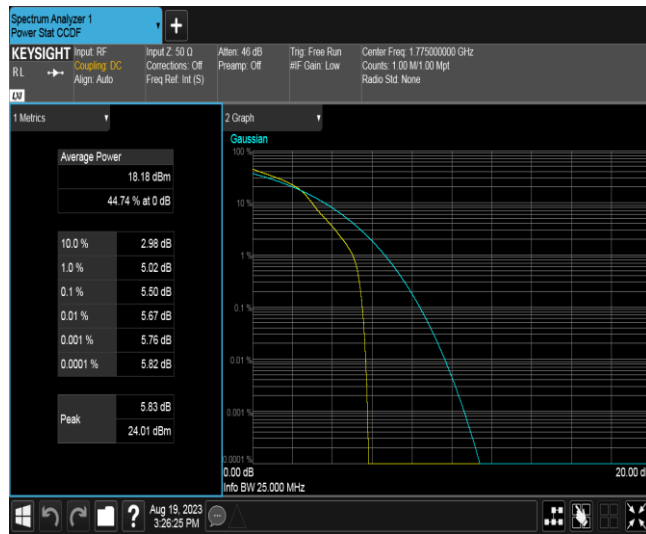 Spectrum Analyzer 1
Power Stat CCDF
+
KEYSIGHT
RL
LXI
Input: RF
Coupling: DC
Align: Auto
Input Z: 50 Ω
Corrections: Off
Freq Ref: Int (S)
Atten: 46 dB
Preamp: Off
Trig: Free Run
#IF Gain: Low
Center Freq: 1.775000000 GHz
Counts: 1.00 M/1.00 Mpt
Radio Std: None
1 Metrics
Average Power
18.18 dBm
44.74 % at 0 dB
10.0 % 2.98 dB
1.0 % 5.02 dB
0.1 % 5.50 dB
0.01 % 5.67 dB
0.001 % 5.76 dB
0.0001 % 5.82 dB
Peak
5.83 dB
24.01 dBm
2 Graph
Gaussian
100 %
10 %
1 %
0.1 %
0.01 %
0.001 %
0.0001 %
0.00 dB
20.00 d
Info BW 25.000 MHz
?
Aug 19, 2023
3:26:25 PM